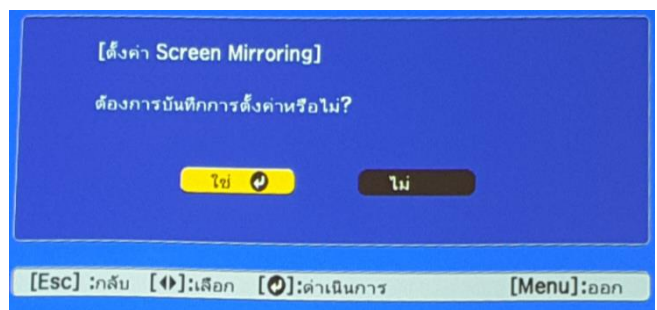 [ตั้งค่า Screen Mirroring]
ต้องการบันทึกการตั้งค่าหรือไม่?
ใช่ ไม่
[Esc] :กลับ [◀▶]:เลือก [↵]:ดำเนินการ [Menu]:ออก